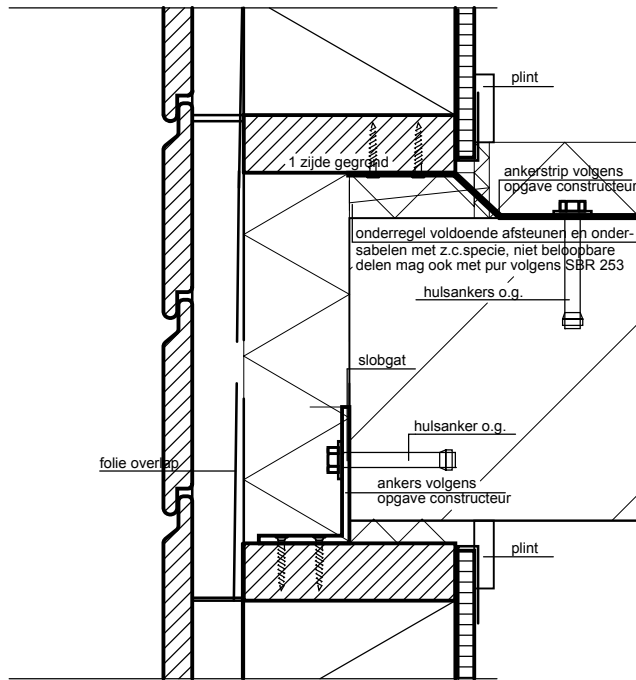 plint
1 zijde gegrond
ankerstrip volgens
opgave constructeur
onderregel voldoende afsteunen en onder-
sabelen met z.c.specie, niet beloopbare
delen mag ook met pur volgens SBR 253
hulsankers o.g.
slobgat
hulsanker o.g.
folie overlap
ankers volgens
opgave constructeur
plint